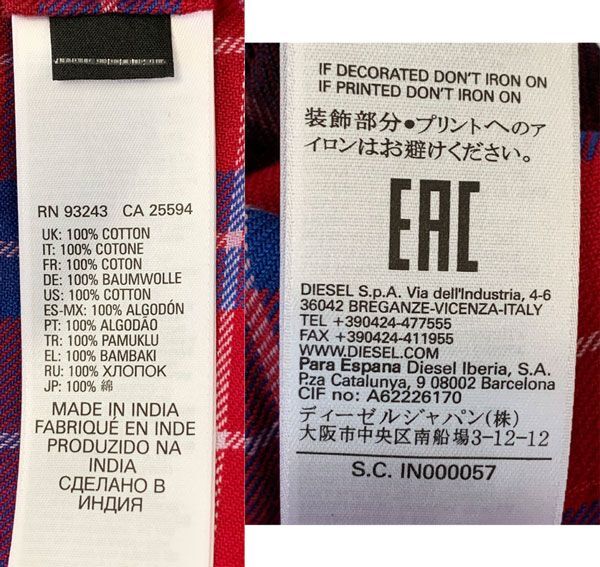 RN 93243 CA 25594
UK: 100% COTTON
IT: 100% COTONE
FR: 100% COTON
DE: 100% BAUMWOLLE
US: 100% COTTON
ES-MX: 100% ALGODÓN
PT: 100% ALGODÃO
TR: 100% PAMUKLU
EL: 100% BAMBAKI
RU: 100% ХЛОПОК
JP: 100% 綿
MADE IN INDIA
FABRIQUÉ EN INDE
PRODUZIDO NA
INDIA
СДЕЛАНО В
ИНДИЯ
IF DECORATED DON'T IRON ON
IF PRINTED DON'T IRON ON
装飾部分●プリントへのア
イロンはお避けください。
EAC
DIESEL S.p.A. Via dell'Industria, 4-6
36042 BREGANZE-VICENZA-ITALY
TEL +390424-477555
FAX +390424-411955
WWW.DIESEL.COM
Para Espana Diesel Iberia, S.A.
P.za Catalunya, 9 08002 Barcelona
CIF no: A62226170
ディーゼルジャパン(株)
大阪市中央区南船場3-12-12
S.C. IN000057